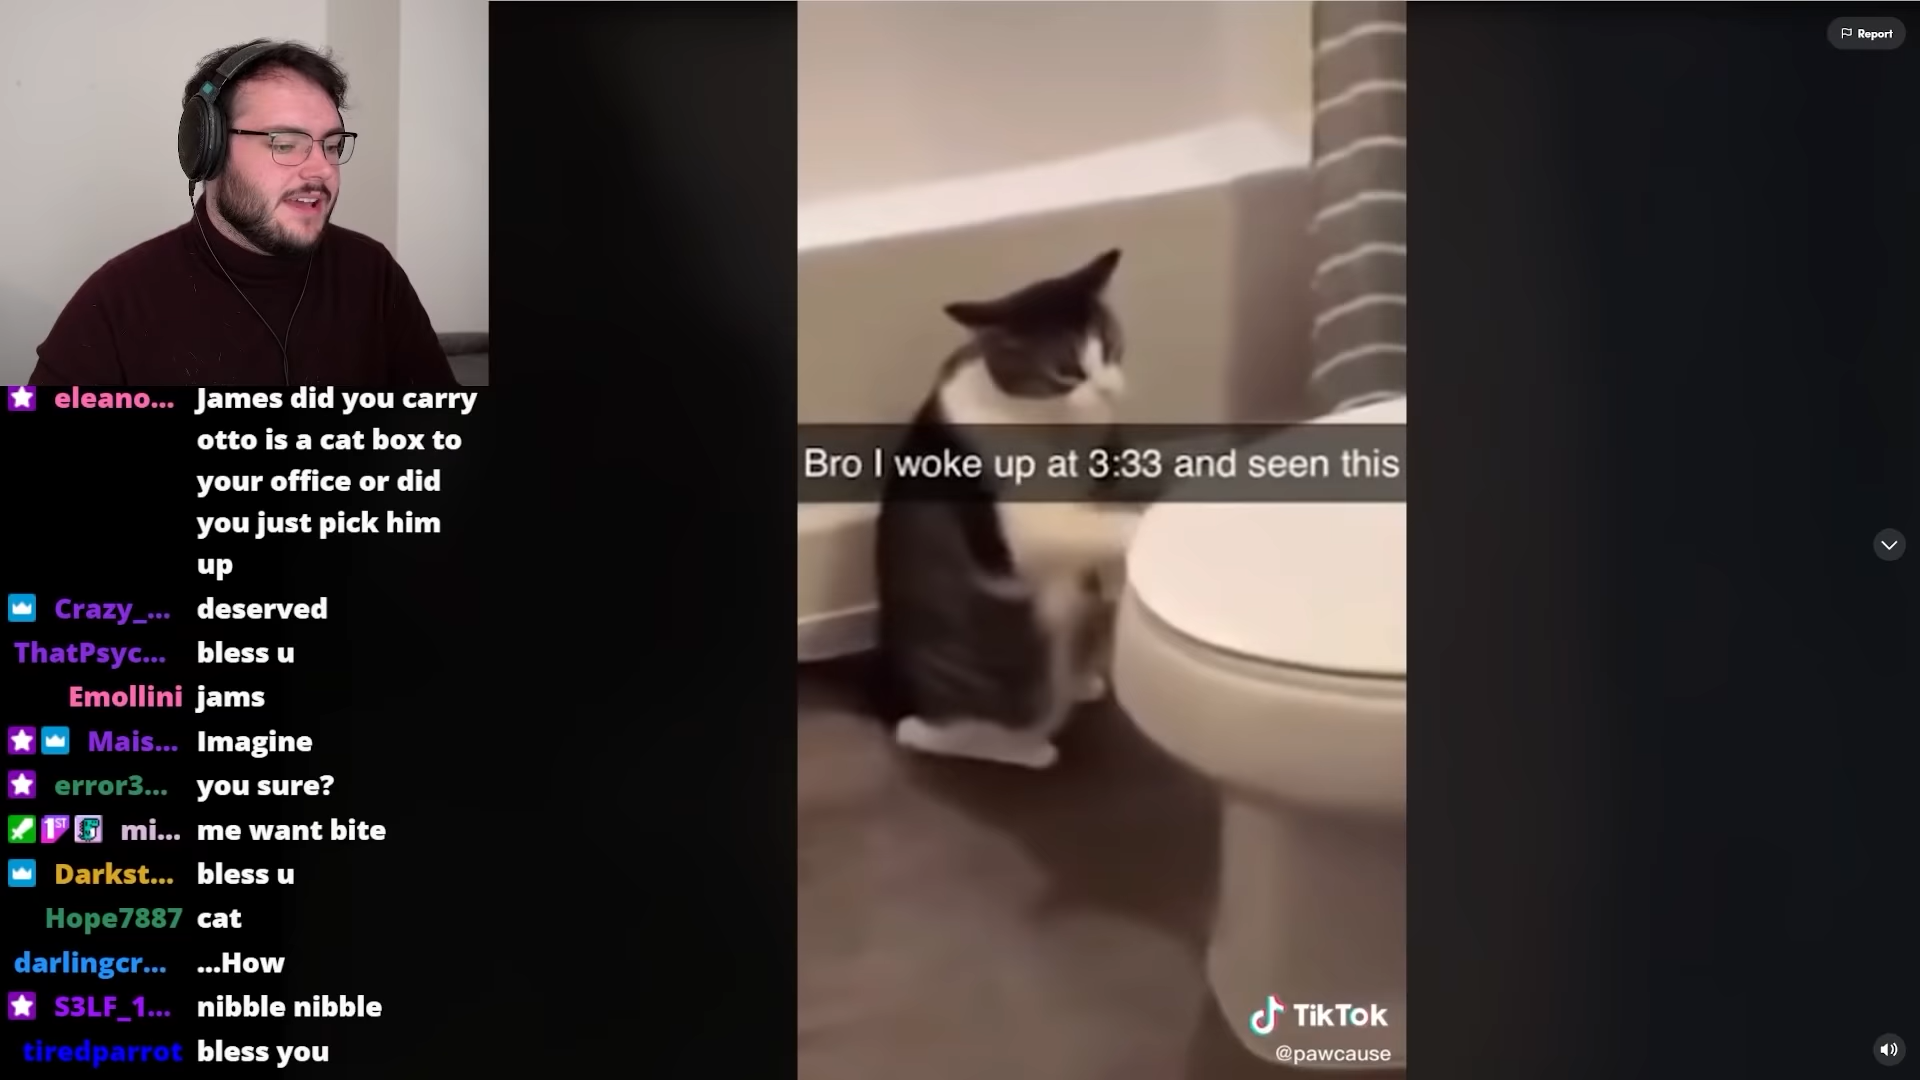 Report
eleano... James did you carry
otto is a cat box to
your office or did
you just pick him
up
Crazy_... deserved
ThatPsyc... bless u
Emollini jams
Mais... Imagine
error3... you sure?
1ST mi... me want bite
Darkst... bless u
Hope7887 cat
darlingcr... ...How
S3LF_1... nibble nibble
tiredparrot bless you
Bro I woke up at 3:33 and seen this
TikTok
@pawcause